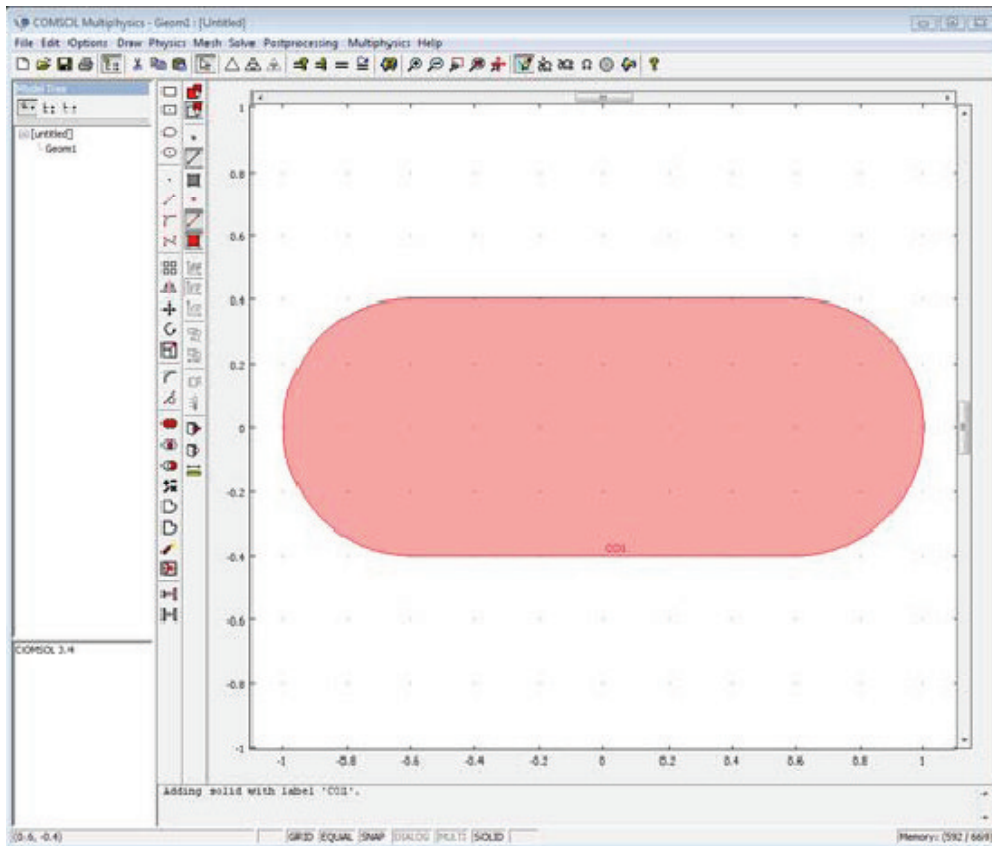 COMSOL Multiphysics - Geom1 : [Untitled]
File Edit Options Draw Physics Mesh Solve Postprocessing Multiphysics Help
Model Tree
[untitled]
Geom1
1
0.8
0.6
0.4
0.2
0
-0.2
-0.4
-0.6
-0.8
-1
CO1
-1 -0.8 -0.6 -0.4 -0.2 0 0.2 0.4 0.6 0.8 1
COMSOL 3.4
Adding solid with label 'CO1'.
(0.6, -0.4) GRID EQUAL SNAP DIALOG MULTI SOLID Memory: (592 /